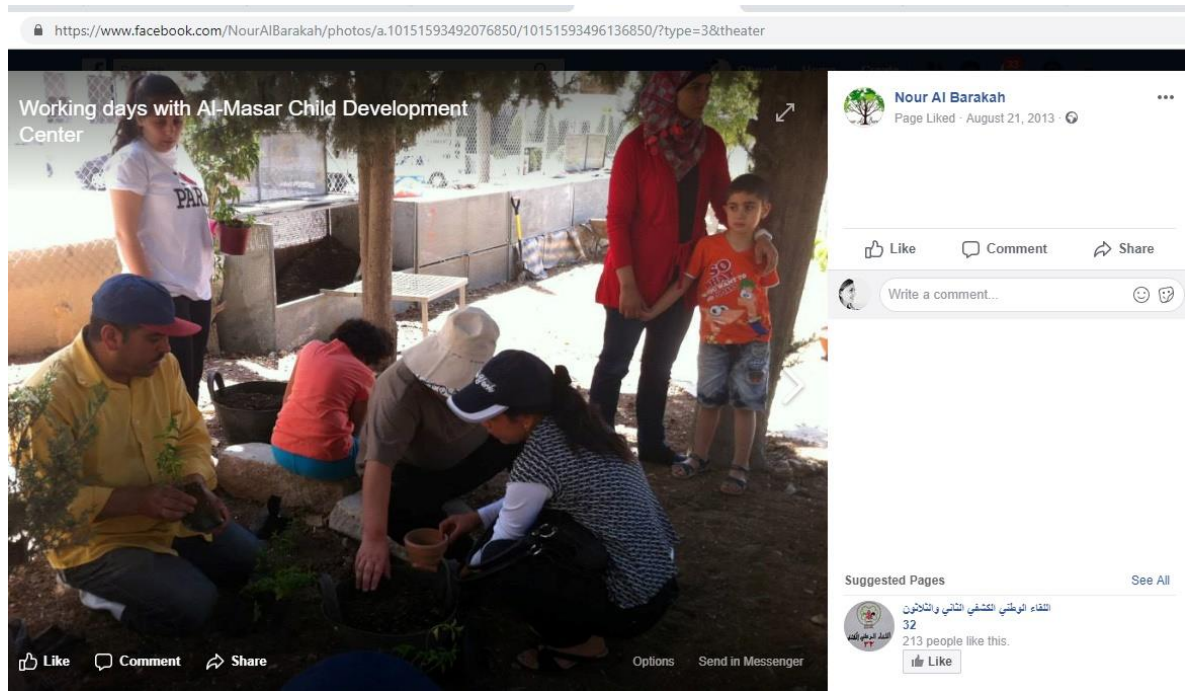 https://www.facebook.com/NourAlBarakah/photos/a.10151593492076850/10151593496136850/?type=3&theater
Working days with Al-Masar Child Development
Center
PAR
SO
Nour Al Barakah
Page Liked · August 21, 2013 ·
Like
Comment
Share
Write a comment...
Suggested Pages
See All
اللقاء الوطني الكشفي الثاني والثلاثون
32
213 people like this.
Like
Like
Comment
Share
Options
Send in Messenger